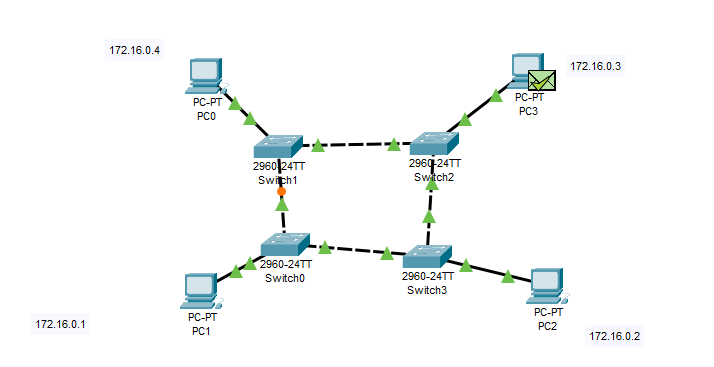 172.16.0.4
172.16.0.3
PC-PT
PC0
PC-PT
PC3
2960-24TT
Switch1
2960-24TT
Switch2
2960-24TT
Switch0
2960-24TT
Switch3
PC-PT
PC1
PC-PT
PC2
172.16.0.1
172.16.0.2